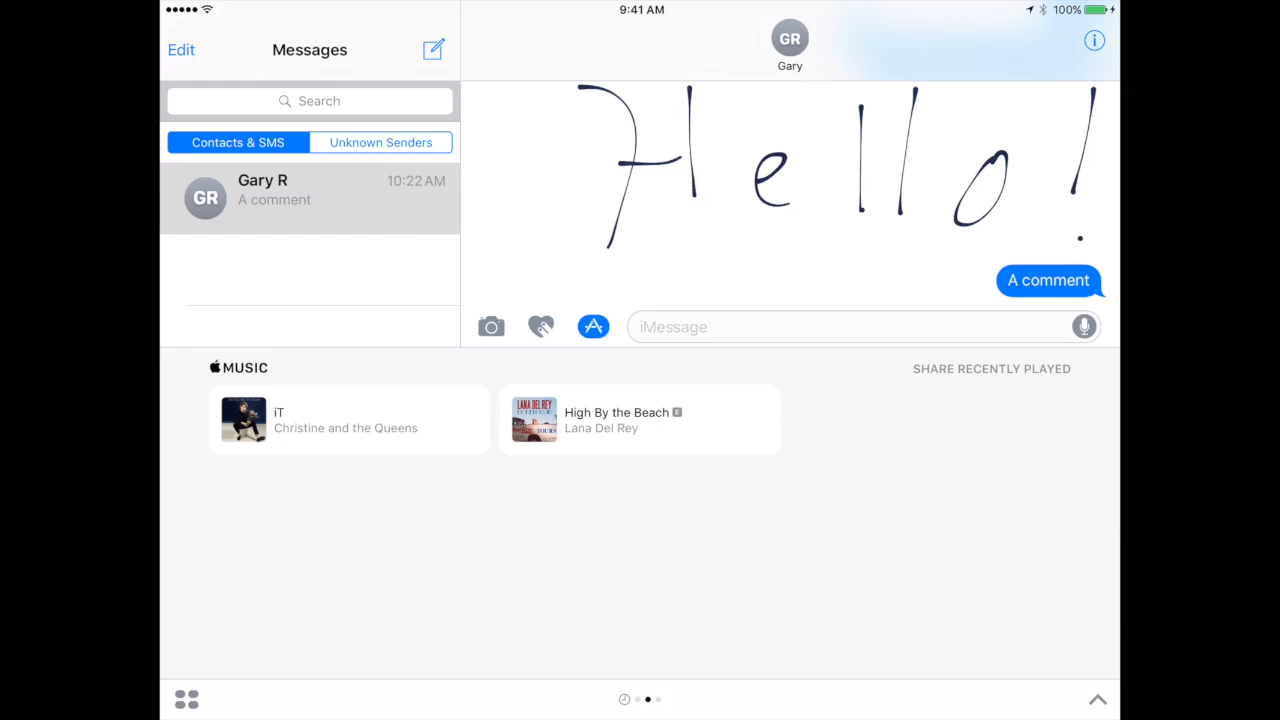 9:41 AM
100%
Edit
Messages
GR
Gary
Search
Contacts & SMS
Unknown Senders
GR
Gary R
10:22 AM
A comment
Hello!
A comment
iMessage
MUSIC
SHARE RECENTLY PLAYED
iT
Christine and the Queens
LANA DEL REY
High By the Beach E
Lana Del Rey